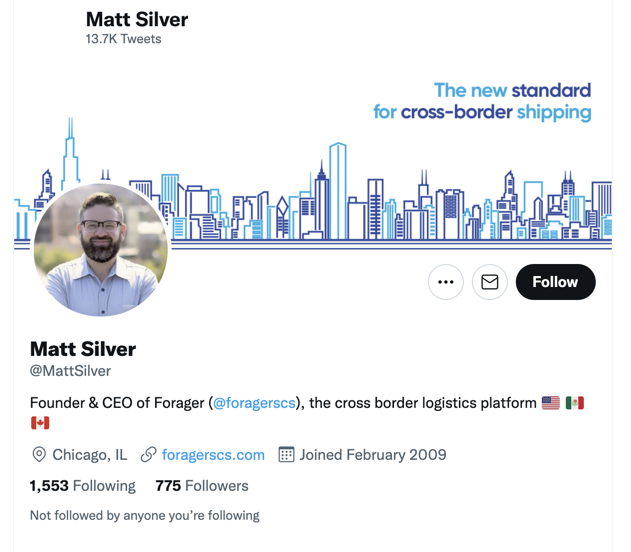 Matt Silver
13.7K Tweets
The new standard
for cross-border shipping
Follow
Matt Silver
@MattSilver
Founder & CEO of Forager (@foragerscs), the cross border logistics platform 🇺🇸 🇲🇽
🇨🇦
Chicago, IL foragerscs.com Joined February 2009
1,553 Following 775 Followers
Not followed by anyone you’re following